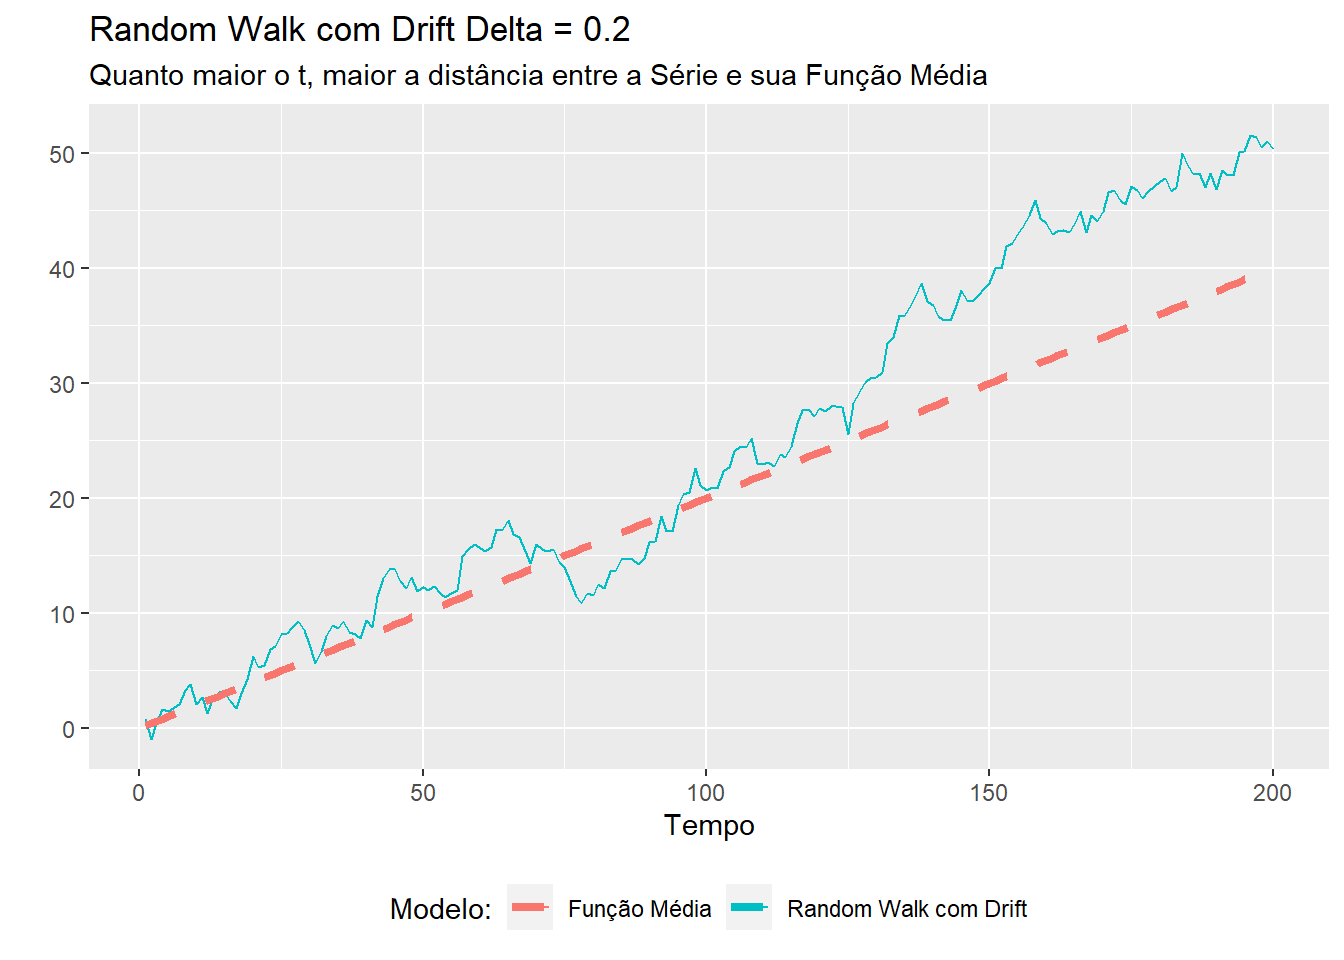 Random Walk com Drift Delta = 0.2
Quanto maior o t, maior a distância entre a Série e sua Função Média
50
40
30
20
10
0
0 50 100 150 200
Tempo
Modelo: Função Média Random Walk com Drift